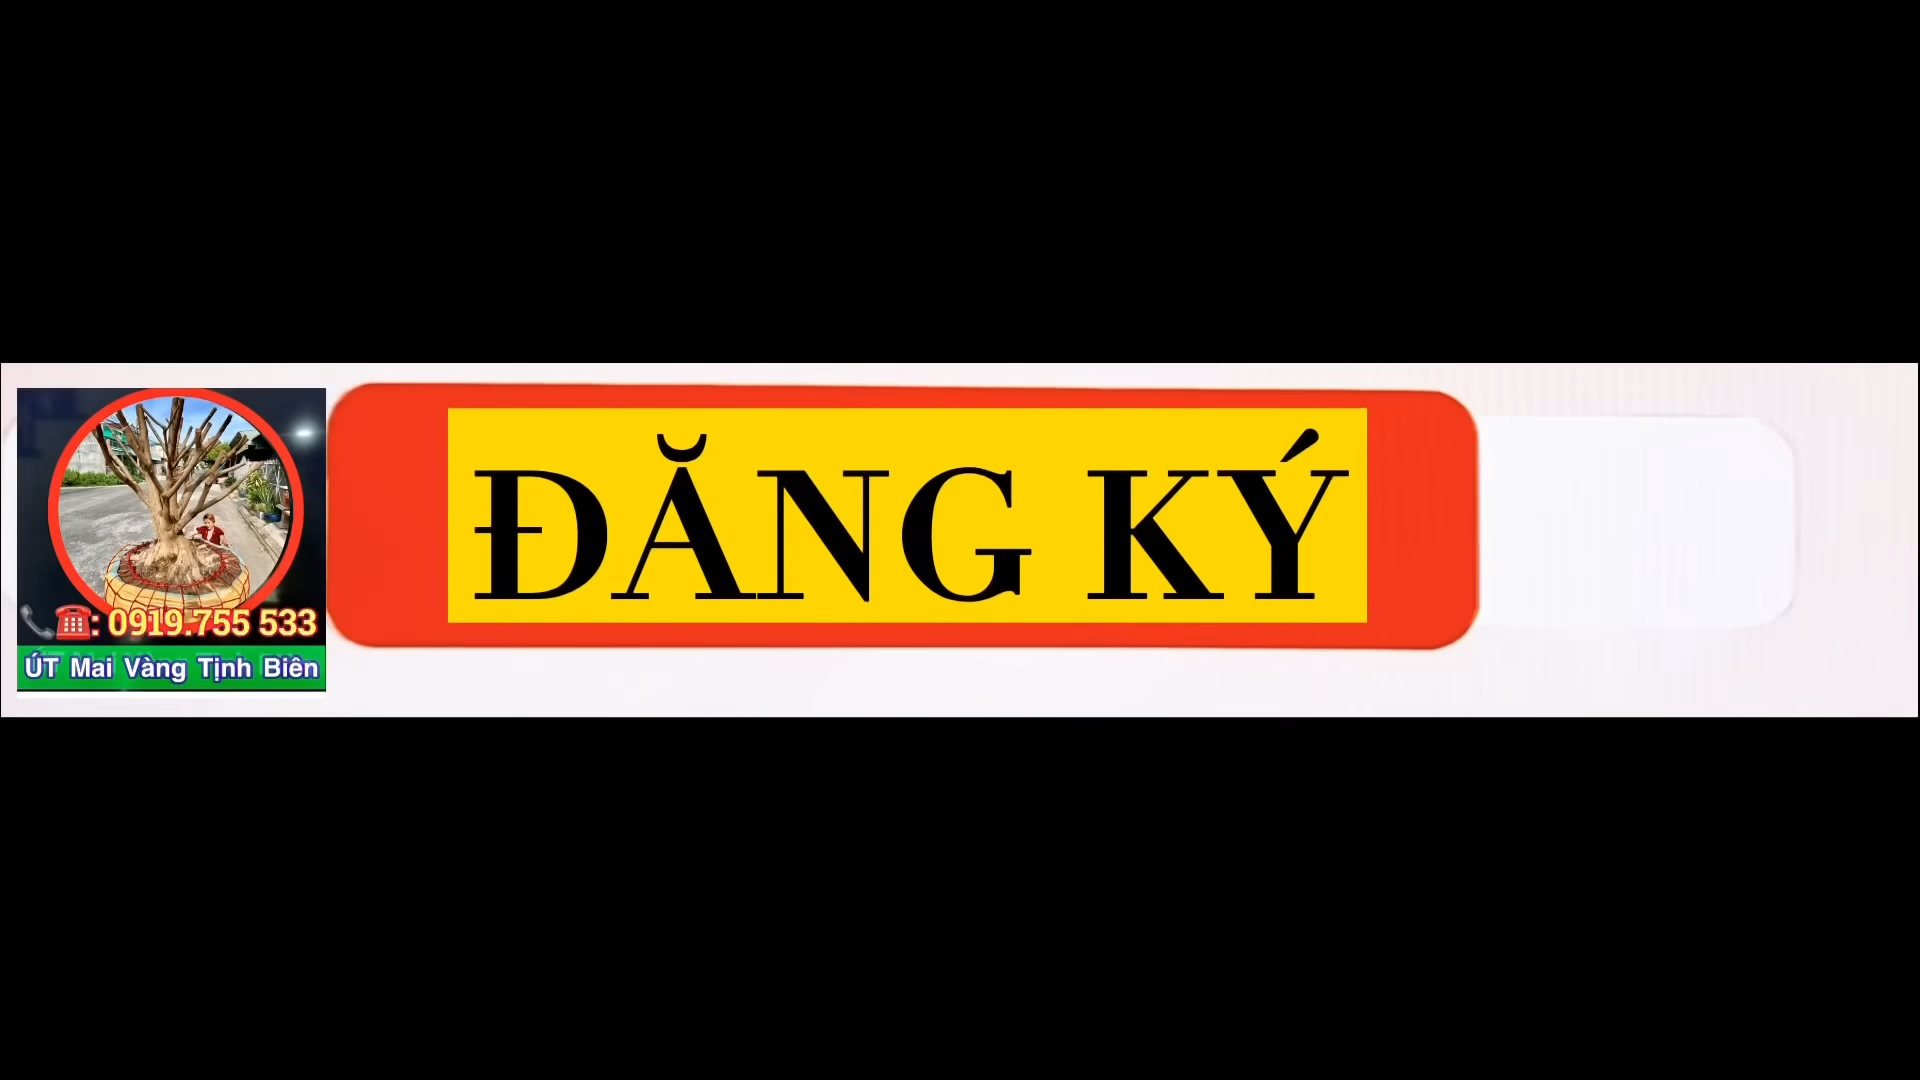 ĐĂNG KÝ
📞☎️: 0919.755 533
ÚT Mai Vàng Tịnh Biên